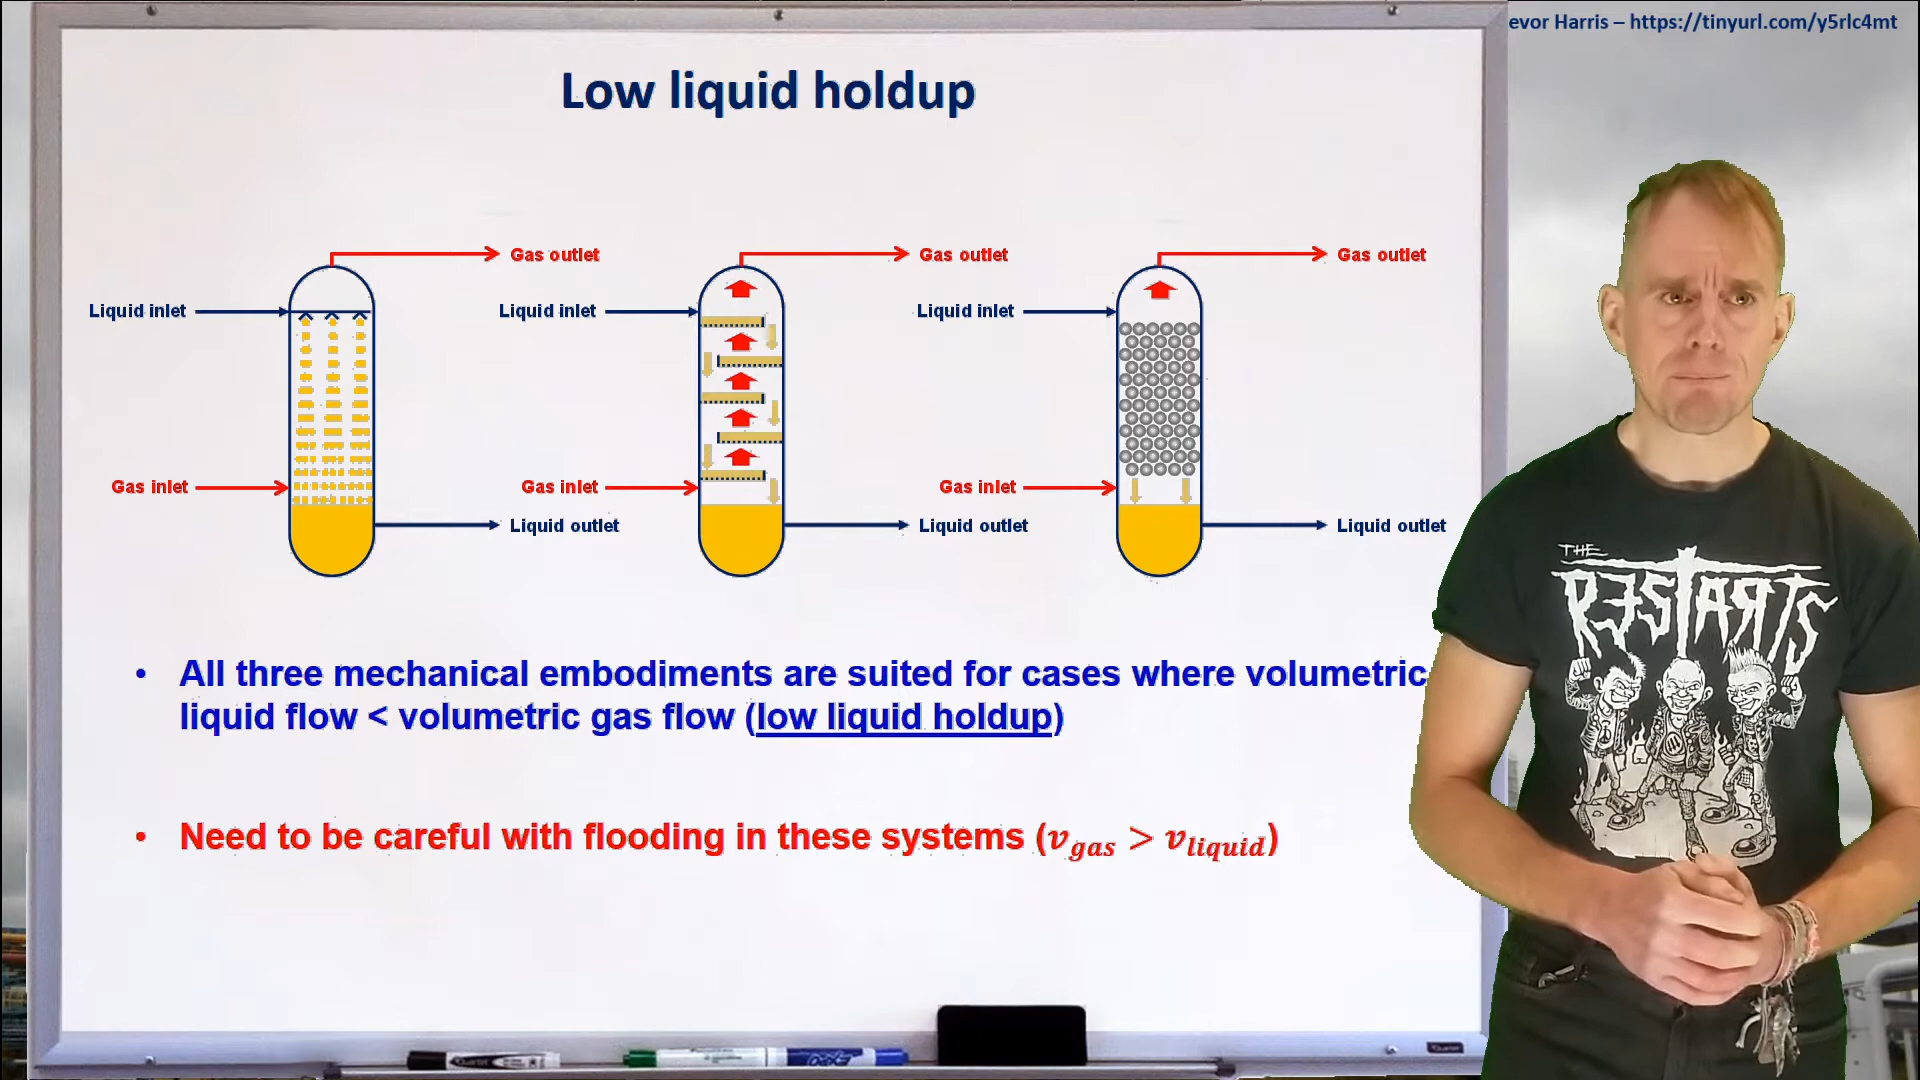 evor Harris – https://tinyurl.com/y5rlc4mt
Low liquid holdup
Gas outlet
Gas outlet
Gas outlet
Liquid inlet
Liquid inlet
Liquid inlet
Gas inlet
Gas inlet
Gas inlet
Liquid outlet
Liquid outlet
Liquid outlet
• All three mechanical embodiments are suited for cases where volumetric
liquid flow < volumetric gas flow (low liquid holdup)
• Need to be careful with flooding in these systems (v_gas > v_liquid)
THE
RESTARTS